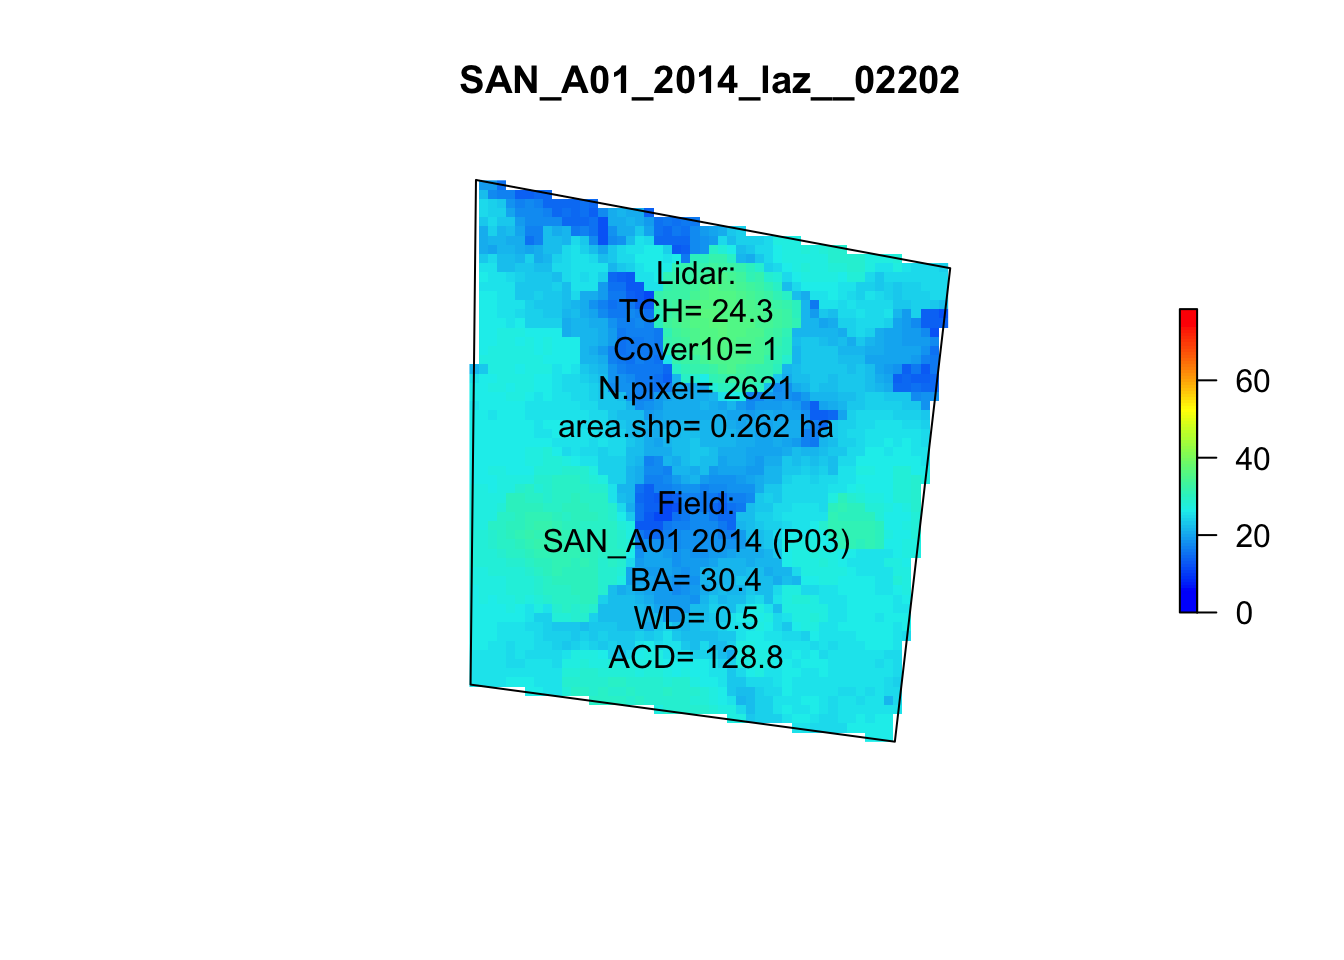 SAN_A01_2014_laz__02202
Lidar:
TCH= 24.3
Cover10= 1
N.pixel= 2621
area.shp= 0.262 ha
Field:
SAN_A01 2014 (P03)
BA= 30.4
WD= 0.5
ACD= 128.8
60
40
20
0